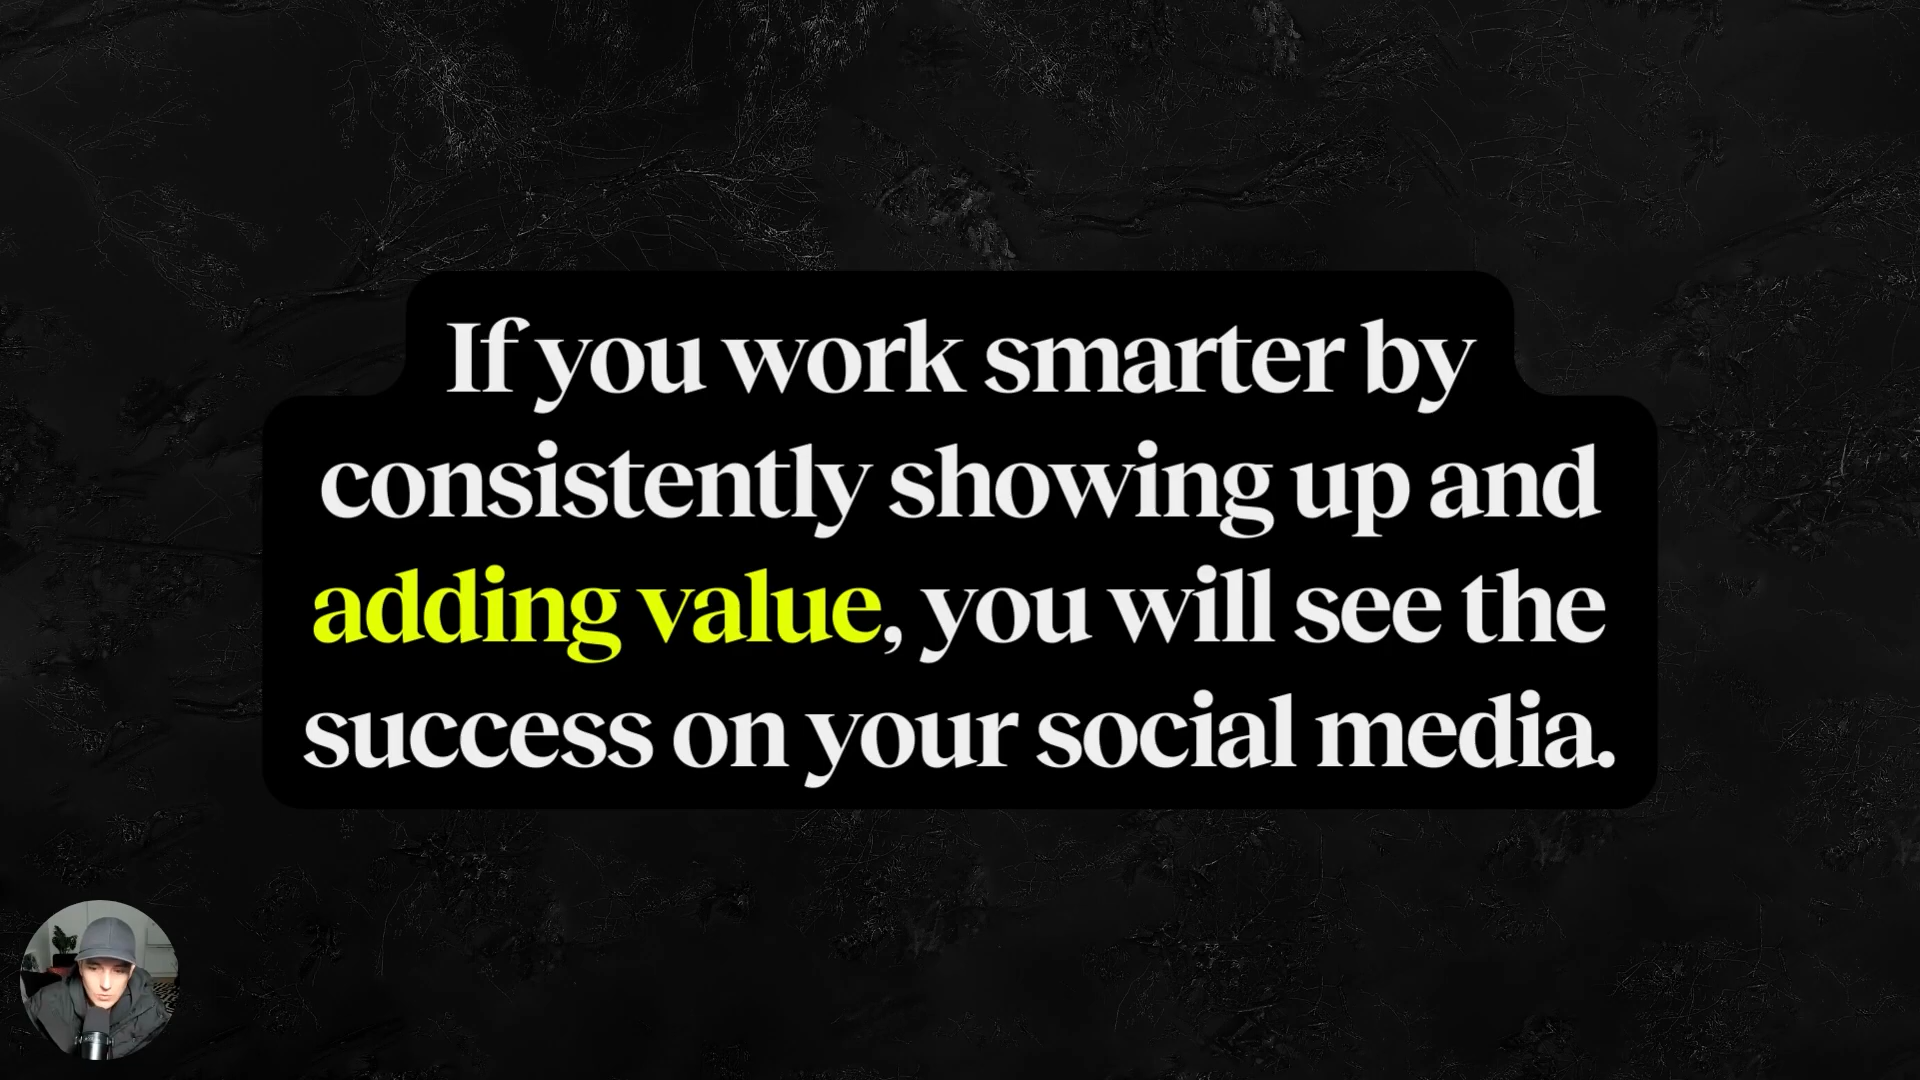 If you work smarter by
consistently showing up and
adding value, you will see the
success on your social media.